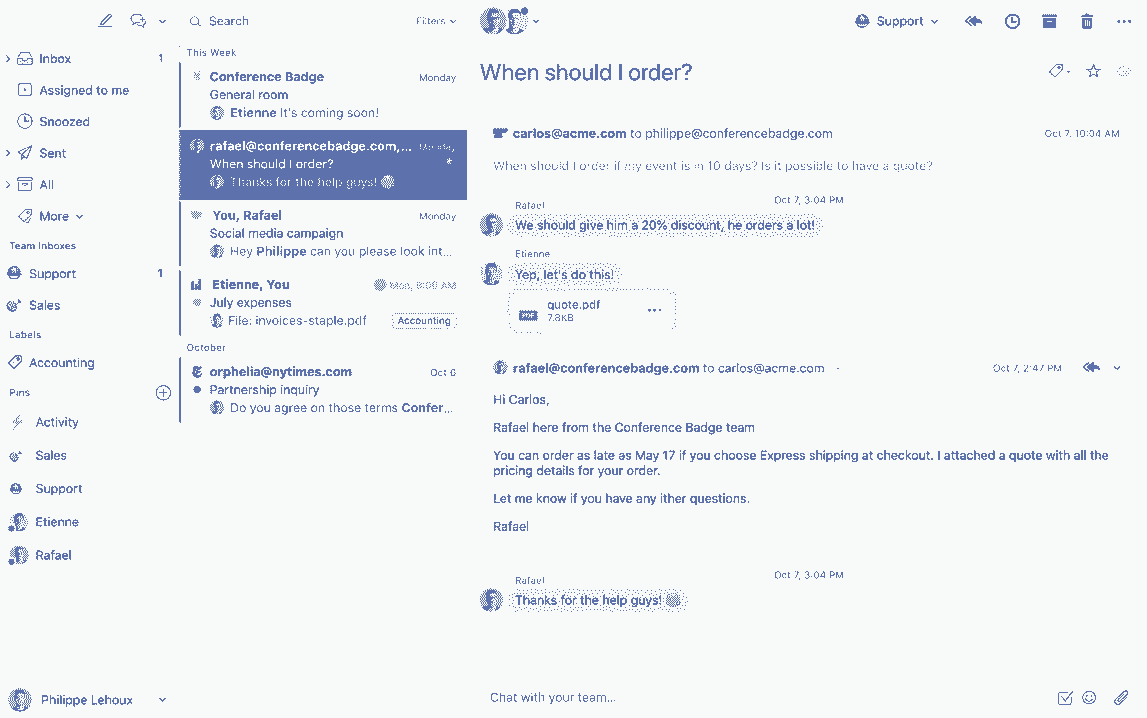 Search
Filters
Support
Inbox 1
Assigned to me
Snoozed
Sent
All
More
Team Inboxes
Support 1
Sales
Labels
Accounting
Pins
Activity
Sales
Support
Etienne
Rafael
Philippe Lehoux
This Week
Conference Badge Monday
General room
Etienne It's coming soon!
rafael@conferencebadge.com,... Monday
When should I order?
Thanks for the help guys!
You, Rafael Monday
Social media campaign
Hey Philippe can you please look int...
Etienne, You Mon, 9:00 AM
July expenses
File: invoices-staple.pdf Accounting
October
orphelia@nytimes.com Oct 6
Partnership inquiry
Do you agree on those terms Confer...
When should I order?
carlos@acme.com to philippe@conferencebadge.com Oct 7, 10:04 AM
When should I order if my event is in 10 days? Is it possible to have a quote?
Oct 7, 3:04 PM
Rafael
We should give him a 20% discount, he orders a lot!
Etienne
Yep, let's do this!
quote.pdf
PDF
7.8KB
rafael@conferencebadge.com to carlos@acme.com Oct 7, 2:47 PM
Hi Carlos,
Rafael here from the Conference Badge team
You can order as late as May 17 if you choose Express shipping at checkout. I attached a quote with all the
pricing details for your order.
Let me know if you have any ither questions.
Rafael
Oct 7, 3:04 PM
Rafael
Thanks for the help guys!
Chat with your team...